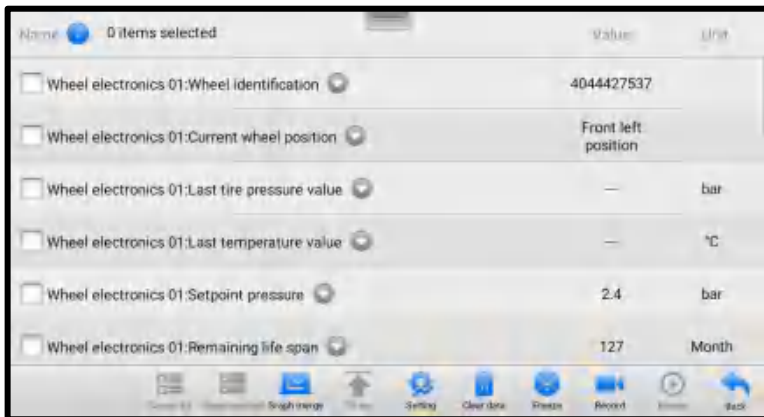 Name 0 items selected Value Unit
Wheel electronics 01:Wheel identification 4044427537
Wheel electronics 01:Current wheel position Front left
position
Wheel electronics 01:Last tire pressure value — bar
Wheel electronics 01:Last temperature value — °C
Wheel electronics 01:Setpoint pressure 2.4 bar
Wheel electronics 01:Remaining life span 127 Month
Graph merge To top Setting Clear data Freeze Record Back